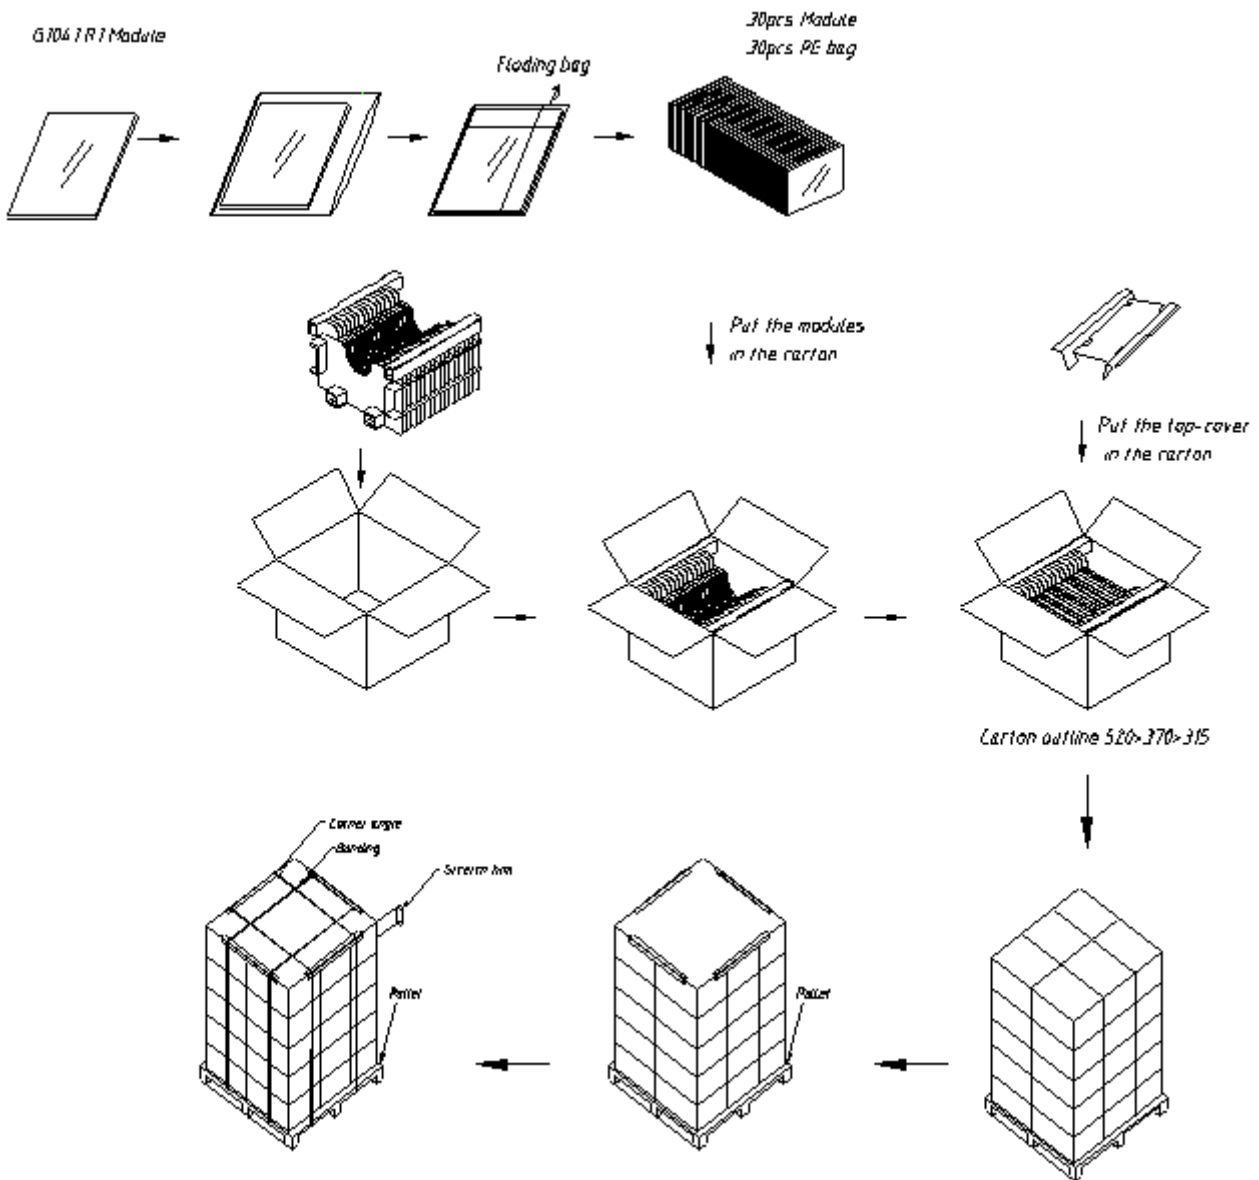 G104 1 R1 Module
30pcs Module
30pcs PE bag
Floding bag
Put the modules
in the carton
Put the top-cover
in the carton
Carton outline 520×370×315
Corner angle
Banding
Pallet
Pallet